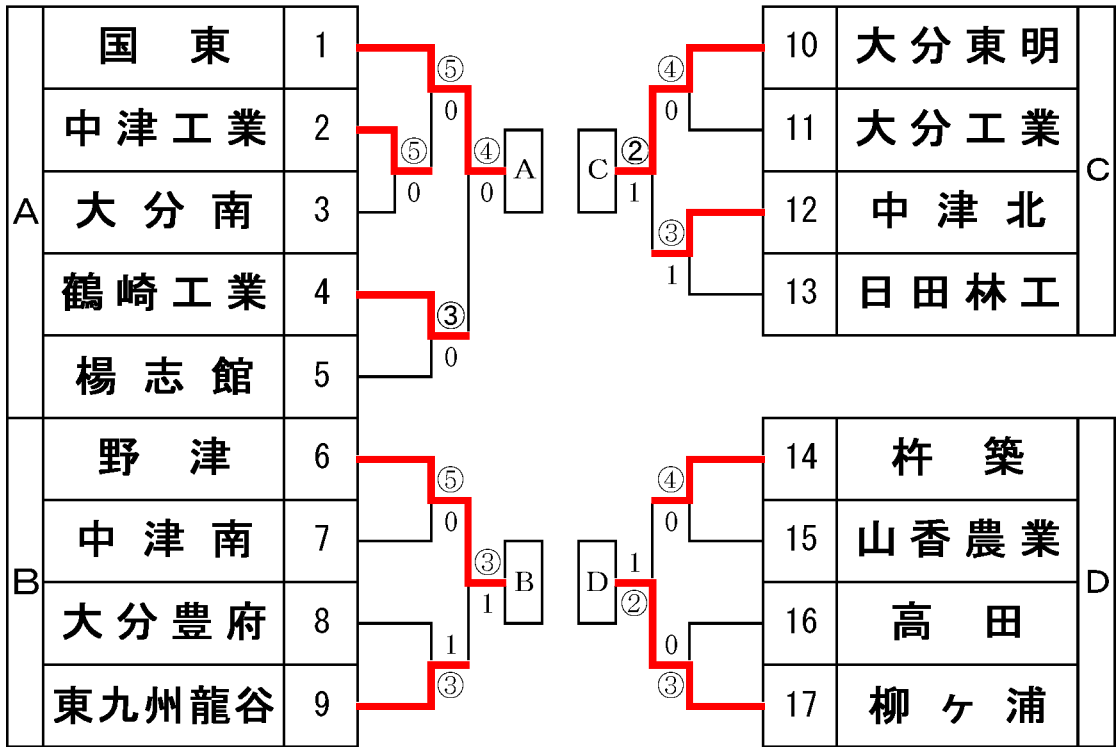 A
国東 1
⑤
0
中津工業 2
⑤
0
大分南 3
④
0
A
鶴崎工業 4
③
0
楊志館 5
B
野津 6
⑤
0
中津南 7
③
1
B
大分豊府 8
1
③
東九州龍谷 9
10 大分東明
④
0
11 大分工業
C
②
1
12 中津北
③
1
13 日田林工
C
14 杵築
④
0
15 山香農業
D
1
②
16 高田
0
③
17 柳ヶ浦
D